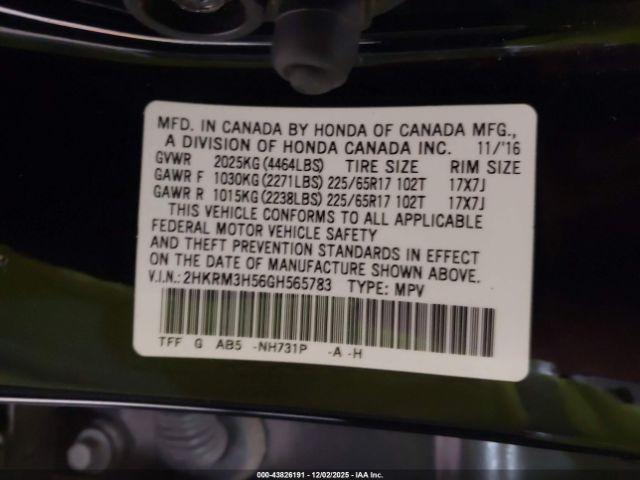 MFD. IN CANADA BY HONDA OF CANADA MFG.,
A DIVISION OF HONDA CANADA INC. 11/'16
GVWR 2025KG(4464LBS) TIRE SIZE RIM SIZE
GAWR F 1030KG(2271LBS) 225/65R17 102T 17X7J
GAWR R 1015KG(2238LBS) 225/65R17 102T 17X7J
THIS VEHICLE CONFORMS TO ALL APPLICABLE
FEDERAL MOTOR VEHICLE SAFETY
AND THEFT PREVENTION STANDARDS IN EFFECT
ON THE DATE OF MANUFACTURE SHOWN ABOVE.
V.I.N.: 2HKRM3H56GH565783 TYPE: MPV
TFF G AB5 -NH731P -A -H
00-43826191 - 12/02/2025 - IAA Inc.